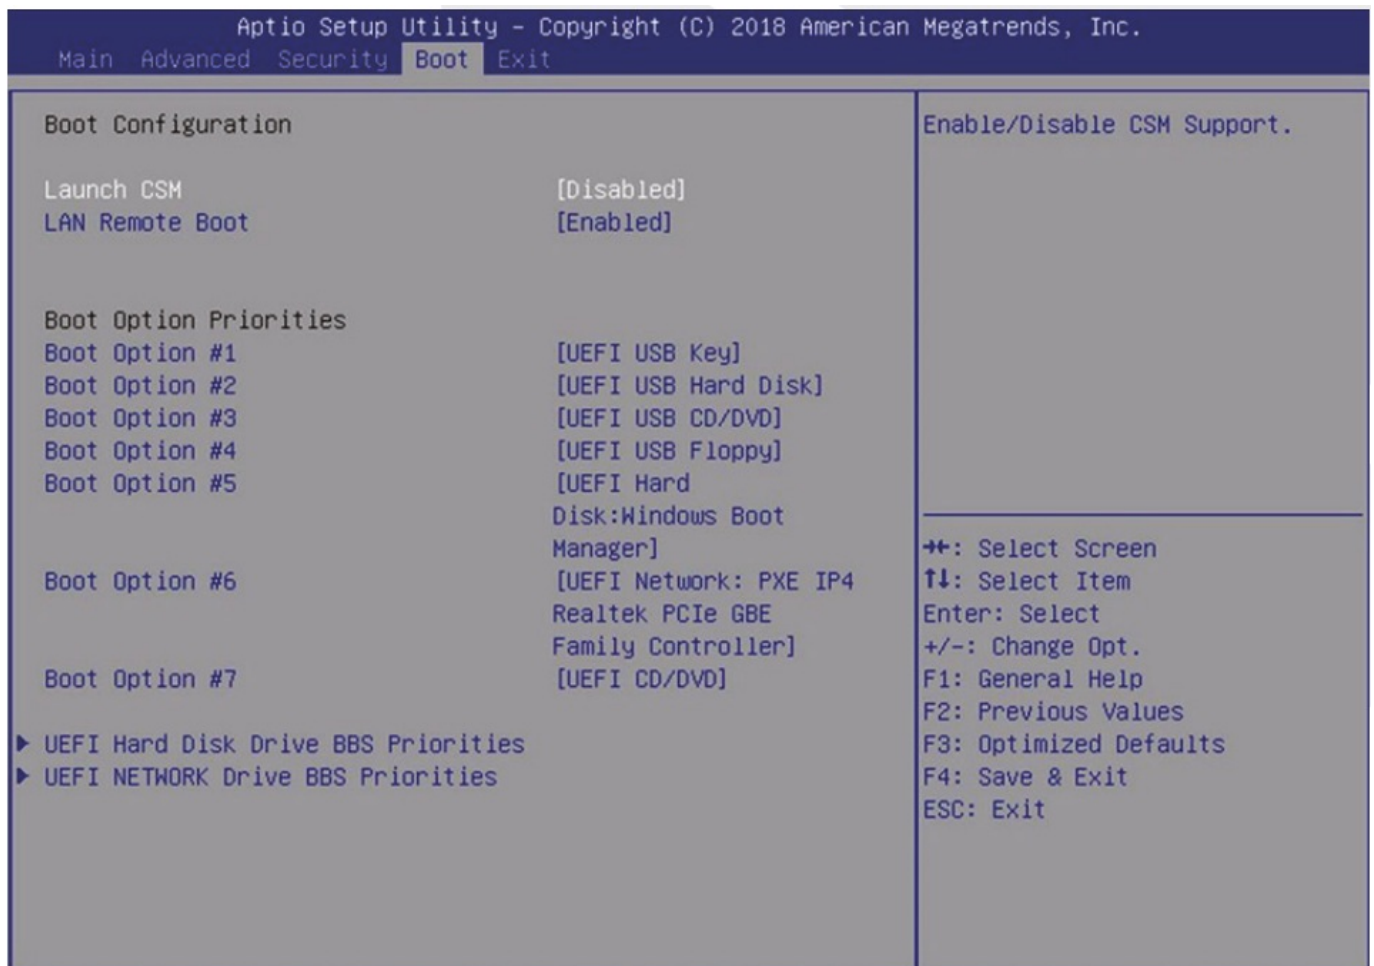 Aptio Setup Utility – Copyright (C) 2018 American Megatrends, Inc.
Main Advanced Security Boot Exit
Boot Configuration
Launch CSM [Disabled]
LAN Remote Boot [Enabled]
Boot Option Priorities
Boot Option #1 [UEFI USB Key]
Boot Option #2 [UEFI USB Hard Disk]
Boot Option #3 [UEFI USB CD/DVD]
Boot Option #4 [UEFI USB Floppy]
Boot Option #5 [UEFI Hard
Disk:Windows Boot
Manager]
Boot Option #6 [UEFI Network: PXE IP4
Realtek PCIe GBE
Family Controller]
Boot Option #7 [UEFI CD/DVD]
UEFI Hard Disk Drive BBS Priorities
UEFI NETWORK Drive BBS Priorities
Enable/Disable CSM Support.
→←: Select Screen
↑↓: Select Item
Enter: Select
+/-: Change Opt.
F1: General Help
F2: Previous Values
F3: Optimized Defaults
F4: Save & Exit
ESC: Exit